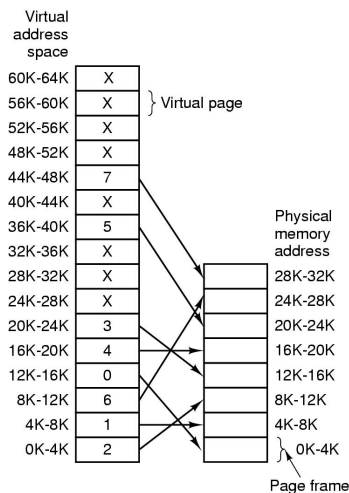 Virtual
address
space
60K-64K X
56K-60K X Virtual page
52K-56K X
48K-52K X
44K-48K 7
40K-44K X
36K-40K 5
32K-36K X
28K-32K X
24K-28K X
20K-24K 3
16K-20K 4
12K-16K 0
8K-12K 6
4K-8K 1
0K-4K 2
Physical
memory
address
28K-32K
24K-28K
20K-24K
16K-20K
12K-16K
8K-12K
4K-8K
0K-4K
Page frame